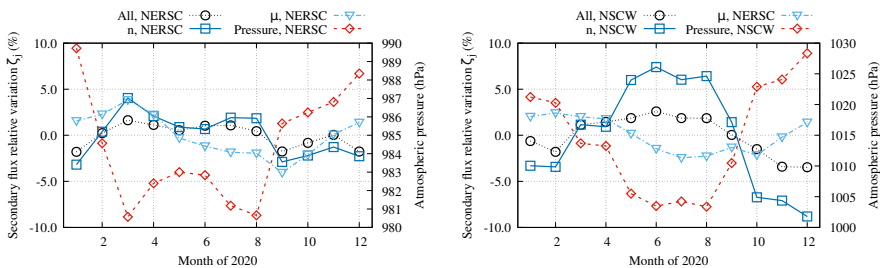 All, NERSC
n, NERSC
μ, NERSC
Pressure, NERSC
Secondary flux relative variation ζj (%)
10.0
5.0
0.0
-5.0
-10.0
990
989
988
987
986
985
984
983
982
981
980
Atmospheric pressure (hPa)
2 4 6 8 10 12
Month of 2020
All, NSCW
n, NSCW
μ, NERSC
Pressure, NSCW
Secondary flux relative variation ζj (%)
10.0
5.0
0.0
-5.0
-10.0
1030
1025
1020
1015
1010
1005
1000
Atmospheric pressure (hPa)
2 4 6 8 10 12
Month of 2020